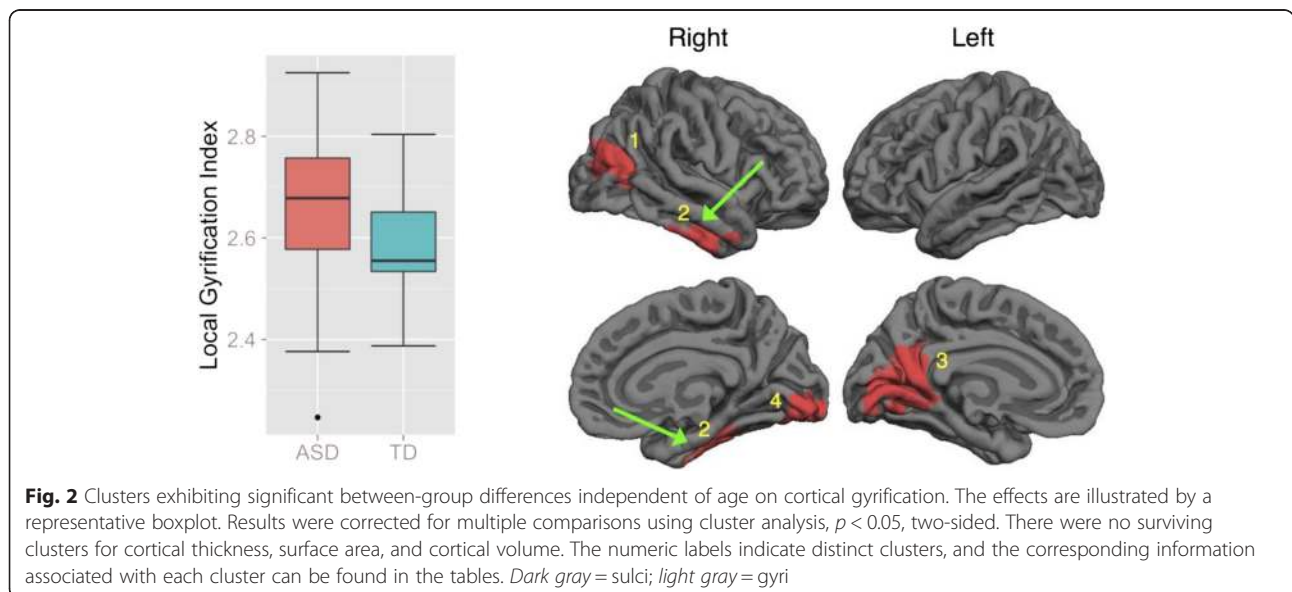 Right Left
Local Gyrification Index
2.8
2.6
2.4
ASD TD
1
2
3
4
2
Fig. 2 Clusters exhibiting significant between-group differences independent of age on cortical gyrification. The effects are illustrated by a
representative boxplot. Results were corrected for multiple comparisons using cluster analysis, p < 0.05, two-sided. There were no surviving
clusters for cortical thickness, surface area, and cortical volume. The numeric labels indicate distinct clusters, and the corresponding information
associated with each cluster can be found in the tables. Dark gray = sulci; light gray = gyri